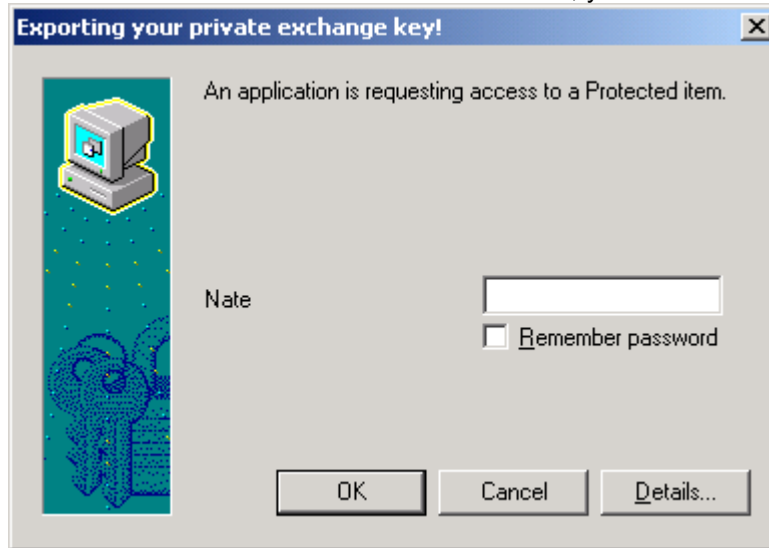 Exporting your private exchange key!
An application is requesting access to a Protected item.
Nate
Remember password
OK Cancel Details...